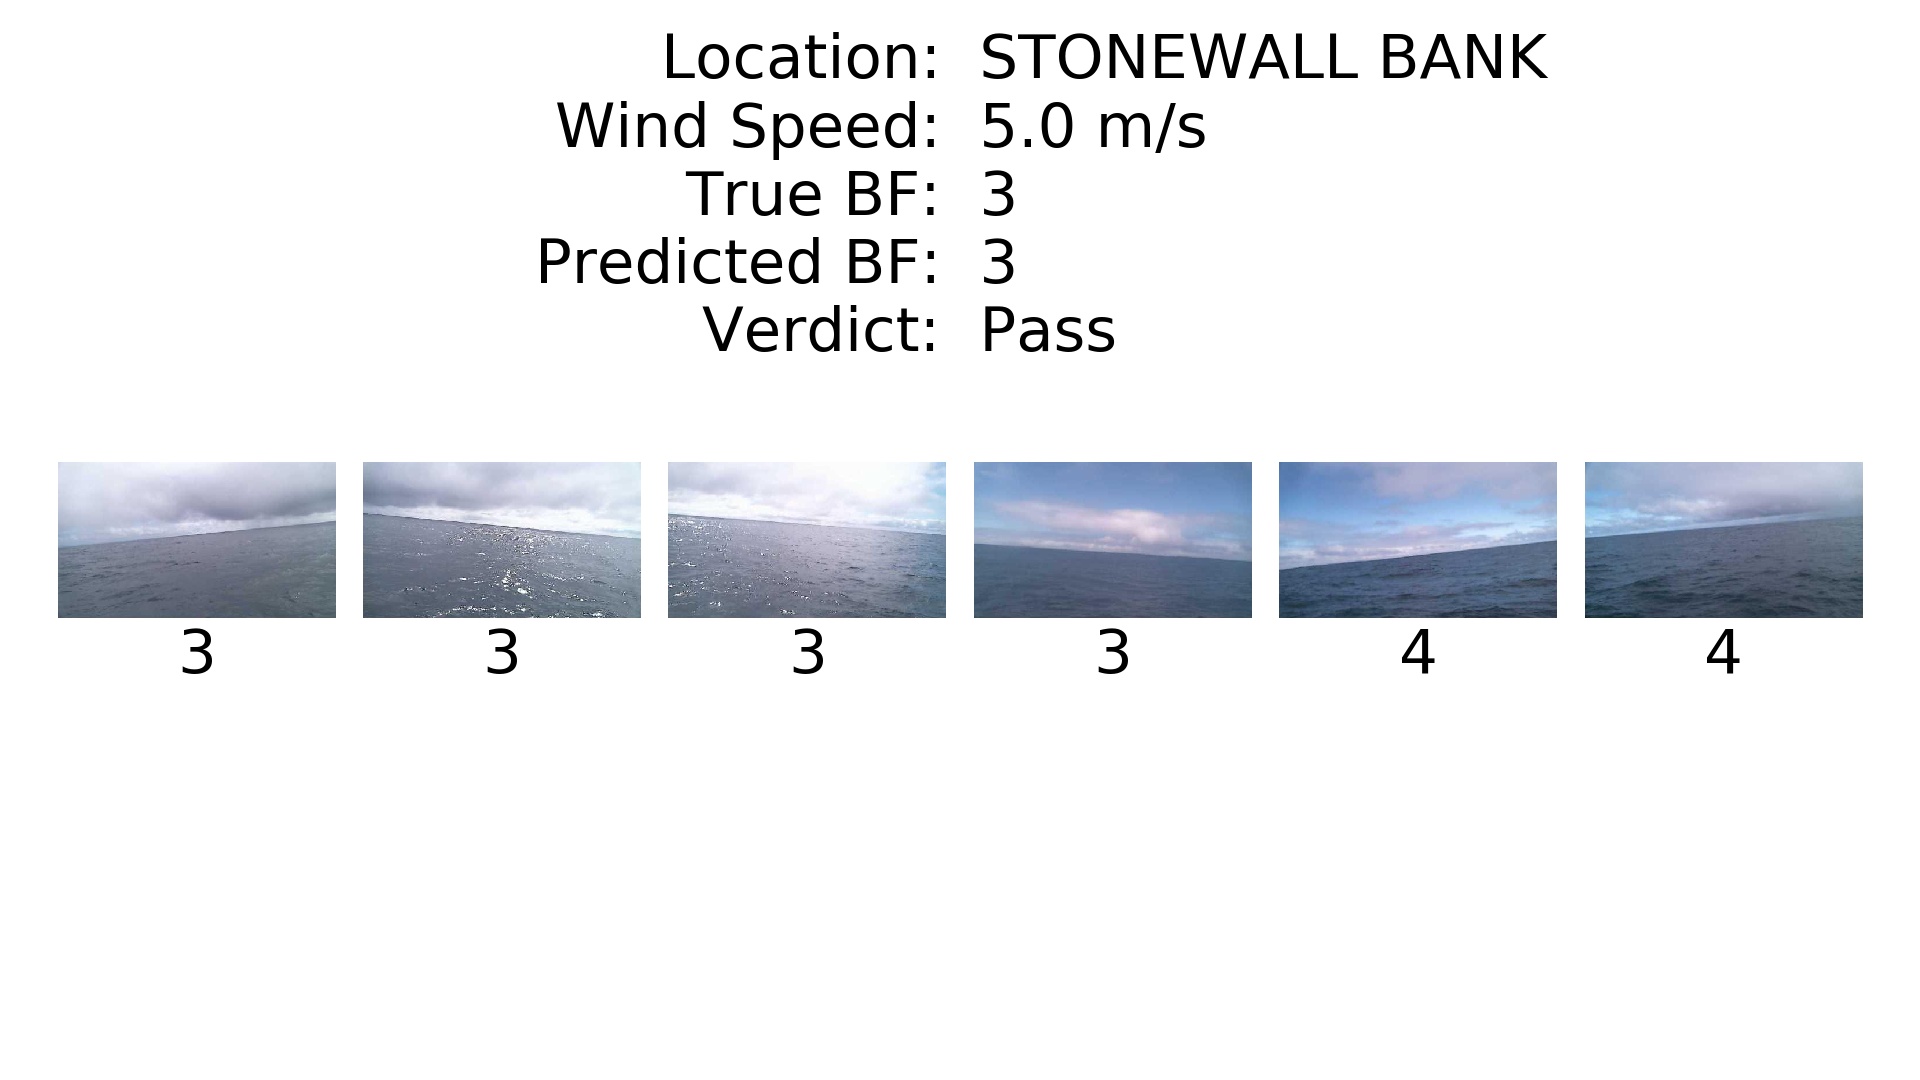 Location: STONEWALL BANK
Wind Speed: 5.0 m/s
True BF: 3
Predicted BF: 3
Verdict: Pass
3 3 3 3 4 4